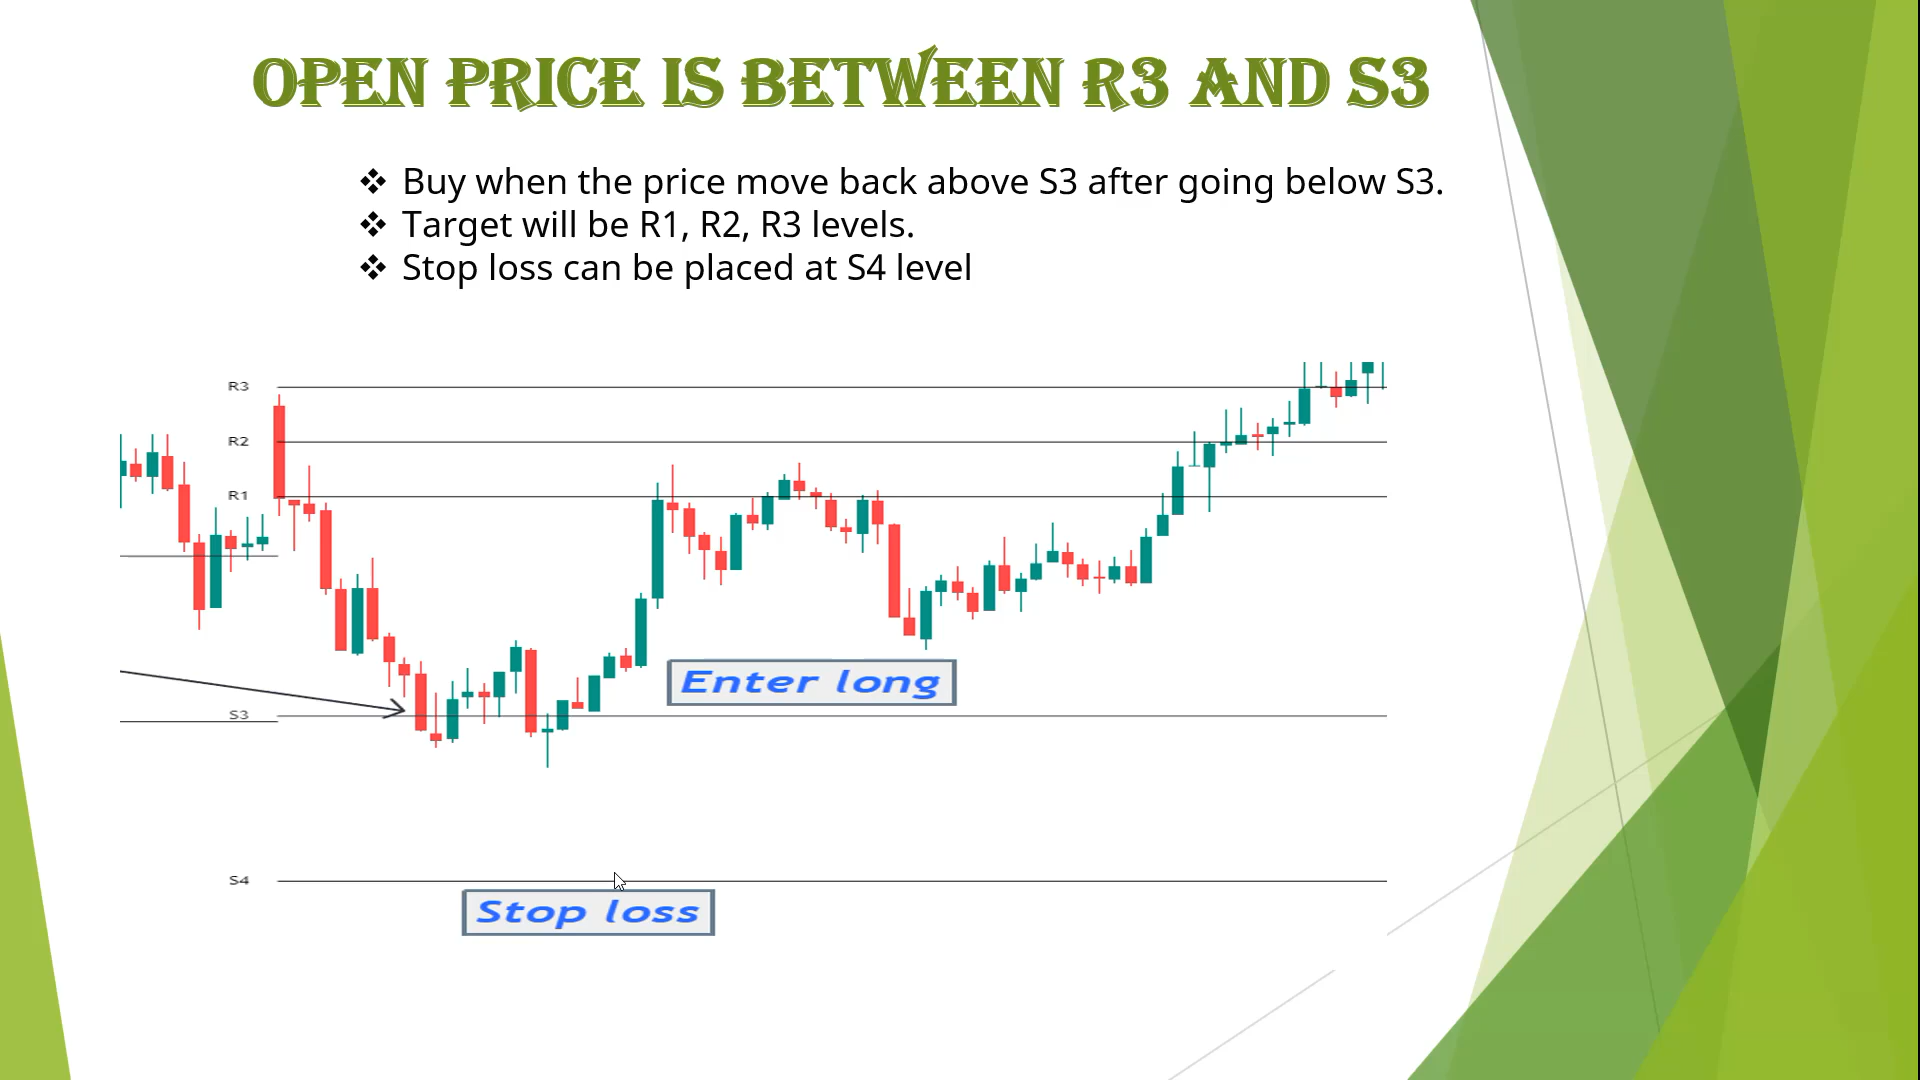 OPEN PRICE IS BETWEEN R3 AND S3
❖ Buy when the price move back above S3 after going below S3.
❖ Target will be R1, R2, R3 levels.
❖ Stop loss can be placed at S4 level
R3
R2
R1
Enter long
S3
S4
Stop loss